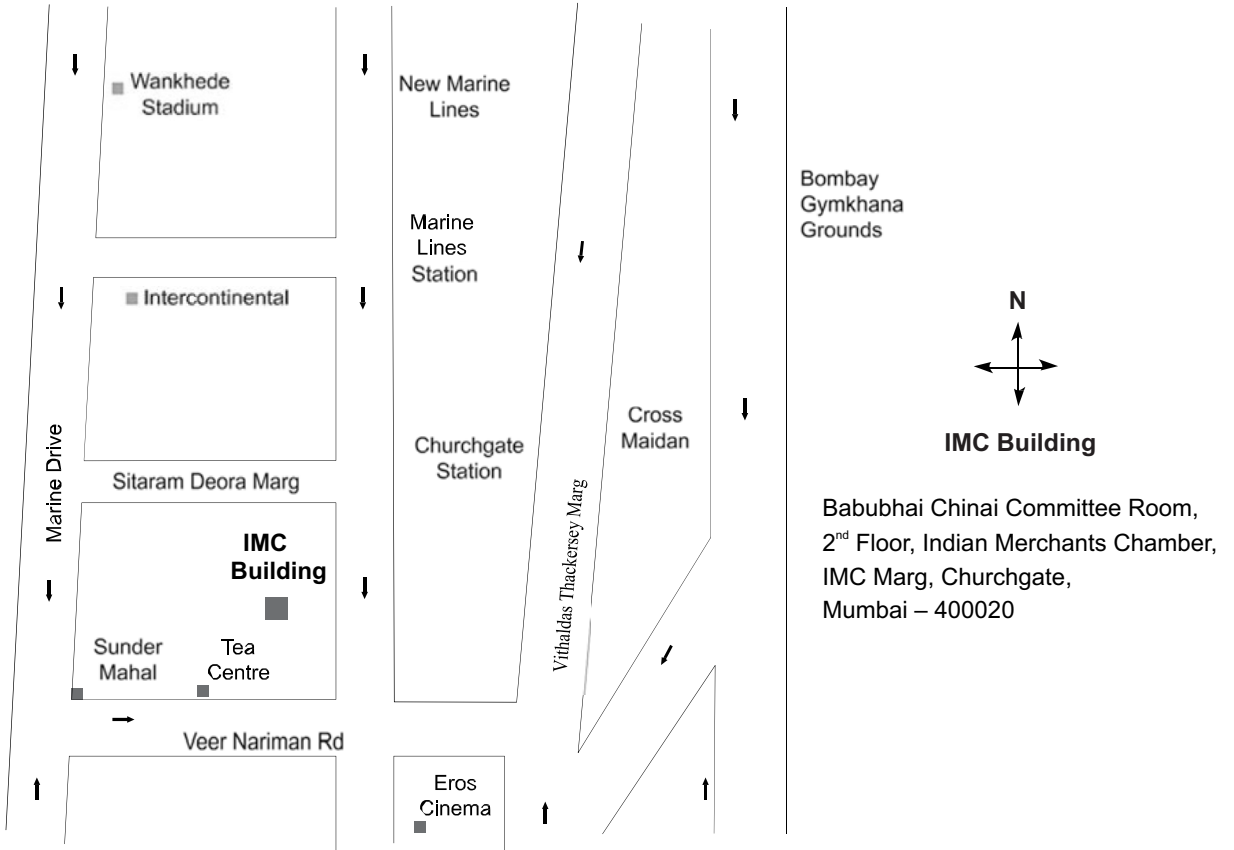 Wankhede
Stadium
New Marine
Lines
Bombay
Gymkhana
Grounds
Marine
Lines
Station
Intercontinental
N
Marine Drive
Sitaram Deora Marg
Churchgate
Station
Cross
Maidan
Vithaldas Thackersey Marg
IMC
Building
Sunder
Mahal
Tea
Centre
Veer Nariman Rd
Eros
Cinema
IMC Building
Babubhai Chinai Committee Room,
2nd Floor, Indian Merchants Chamber,
IMC Marg, Churchgate,
Mumbai – 400020